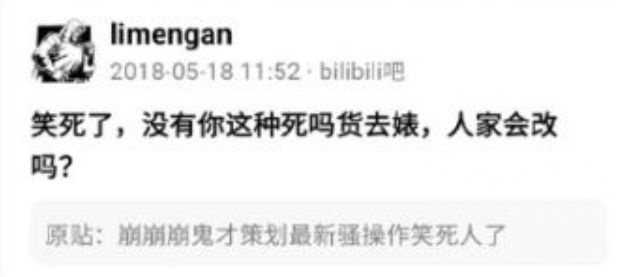 limengan
2018-05-18 11:52 · bilibili吧
笑死了，没有你这种死吗货去婊，人家会改
吗？
原贴：崩崩崩鬼才策划最新骚操作笑死人了